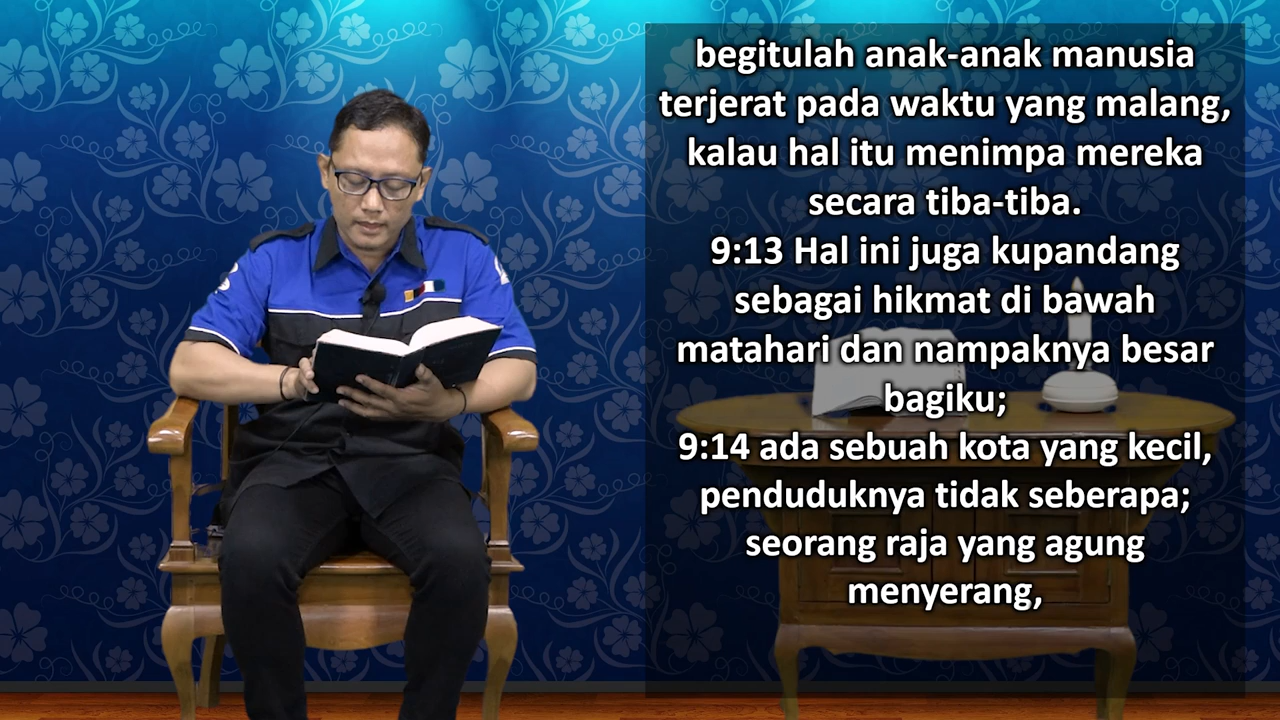 begitulah anak-anak manusia
terjerat pada waktu yang malang,
kalau hal itu menimpa mereka
secara tiba-tiba.
9:13 Hal ini juga kupandang
sebagai hikmat di bawah
matahari dan nampaknya besar
bagiku;
9:14 ada sebuah kota yang kecil,
penduduknya tidak seberapa;
seorang raja yang agung
menyerang,